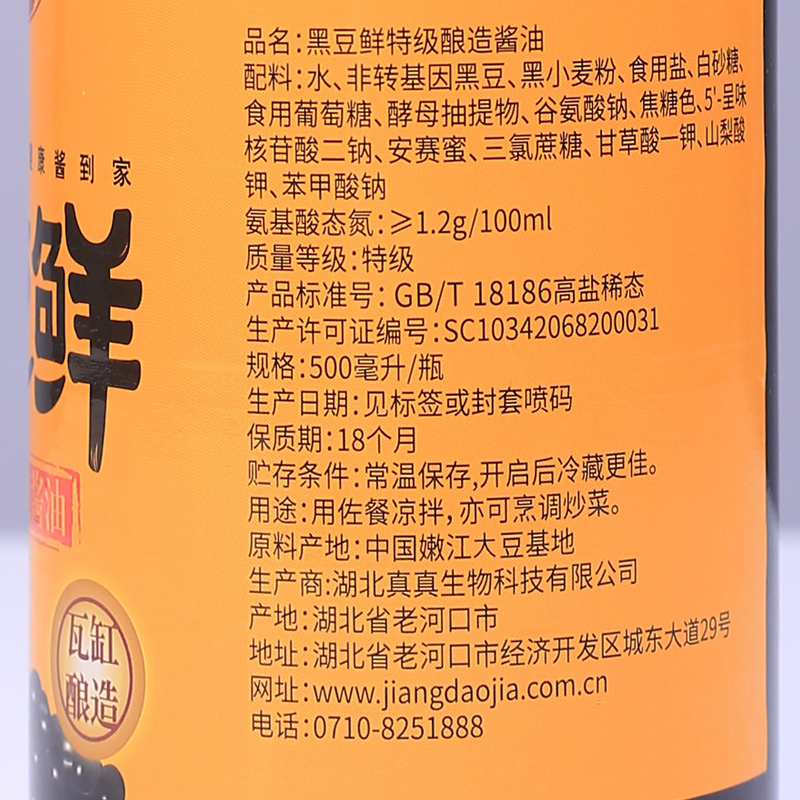 品名：黑豆鲜特级酿造酱油
配料：水、非转基因黑豆、黑小麦粉、食用盐、白砂糖、
食用葡萄糖、酵母抽提物、谷氨酸钠、焦糖色、5'-呈味
核苷酸二钠、安赛蜜、三氯蔗糖、甘草酸一钾、山梨酸
钾、苯甲酸钠
氨基酸态氮：≥1.2g/100ml
质量等级：特级
产品标准号：GB/T 18186高盐稀态
生产许可证编号：SC10342068200031
规格：500毫升/瓶
生产日期：见标签或封套喷码
保质期：18个月
贮存条件：常温保存,开启后冷藏更佳。
用途：用佐餐凉拌，亦可烹调炒菜。
原料产地：中国嫩江大豆基地
生产商：湖北真真生物科技有限公司
产地：湖北省老河口市
地址：湖北省老河口市经济开发区城东大道29号
网址：www.jiangdaojia.com.cn
电话：0710-8251888
康酱到家
鲜
酱油
瓦缸
酿造